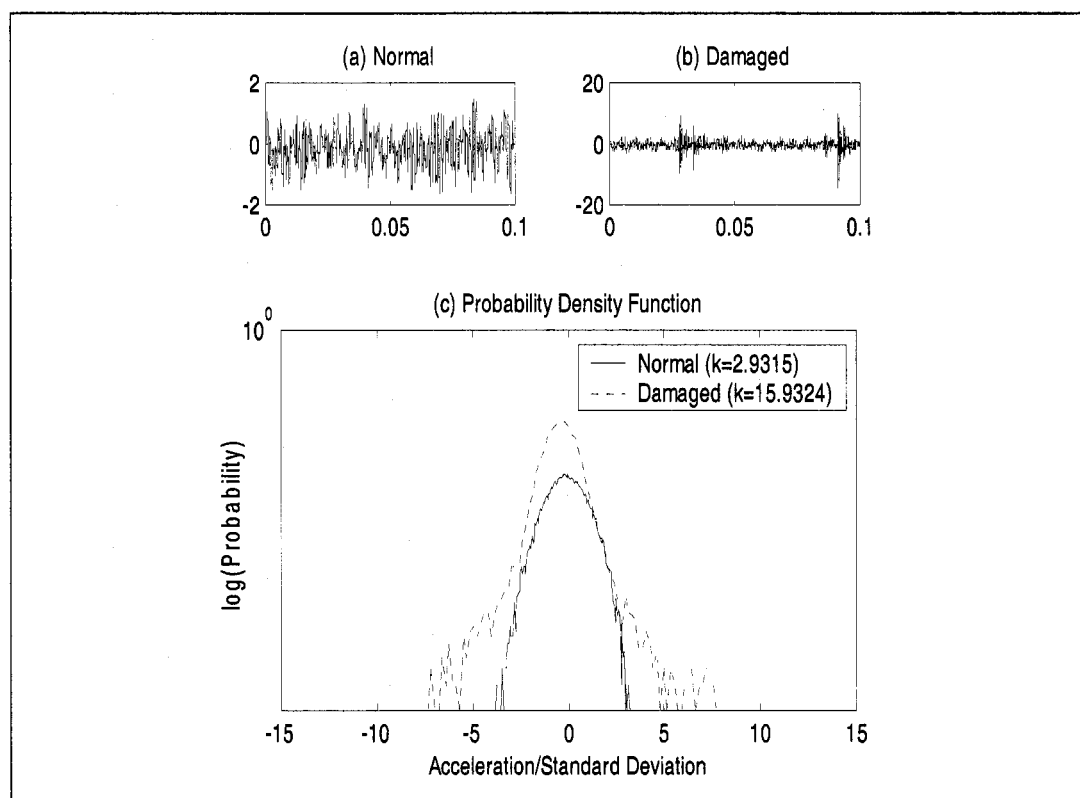 (a) Normal
(b) Damaged
2
0
-2
0
0.05
0.1
20
0
-20
0
0.05
0.1
(c) Probability Density Function
10^0
Normal (k=2.9315)
Damaged (k=15.9324)
log(Probability)
-15
-10
-5
0
5
10
15
Acceleration/Standard Deviation